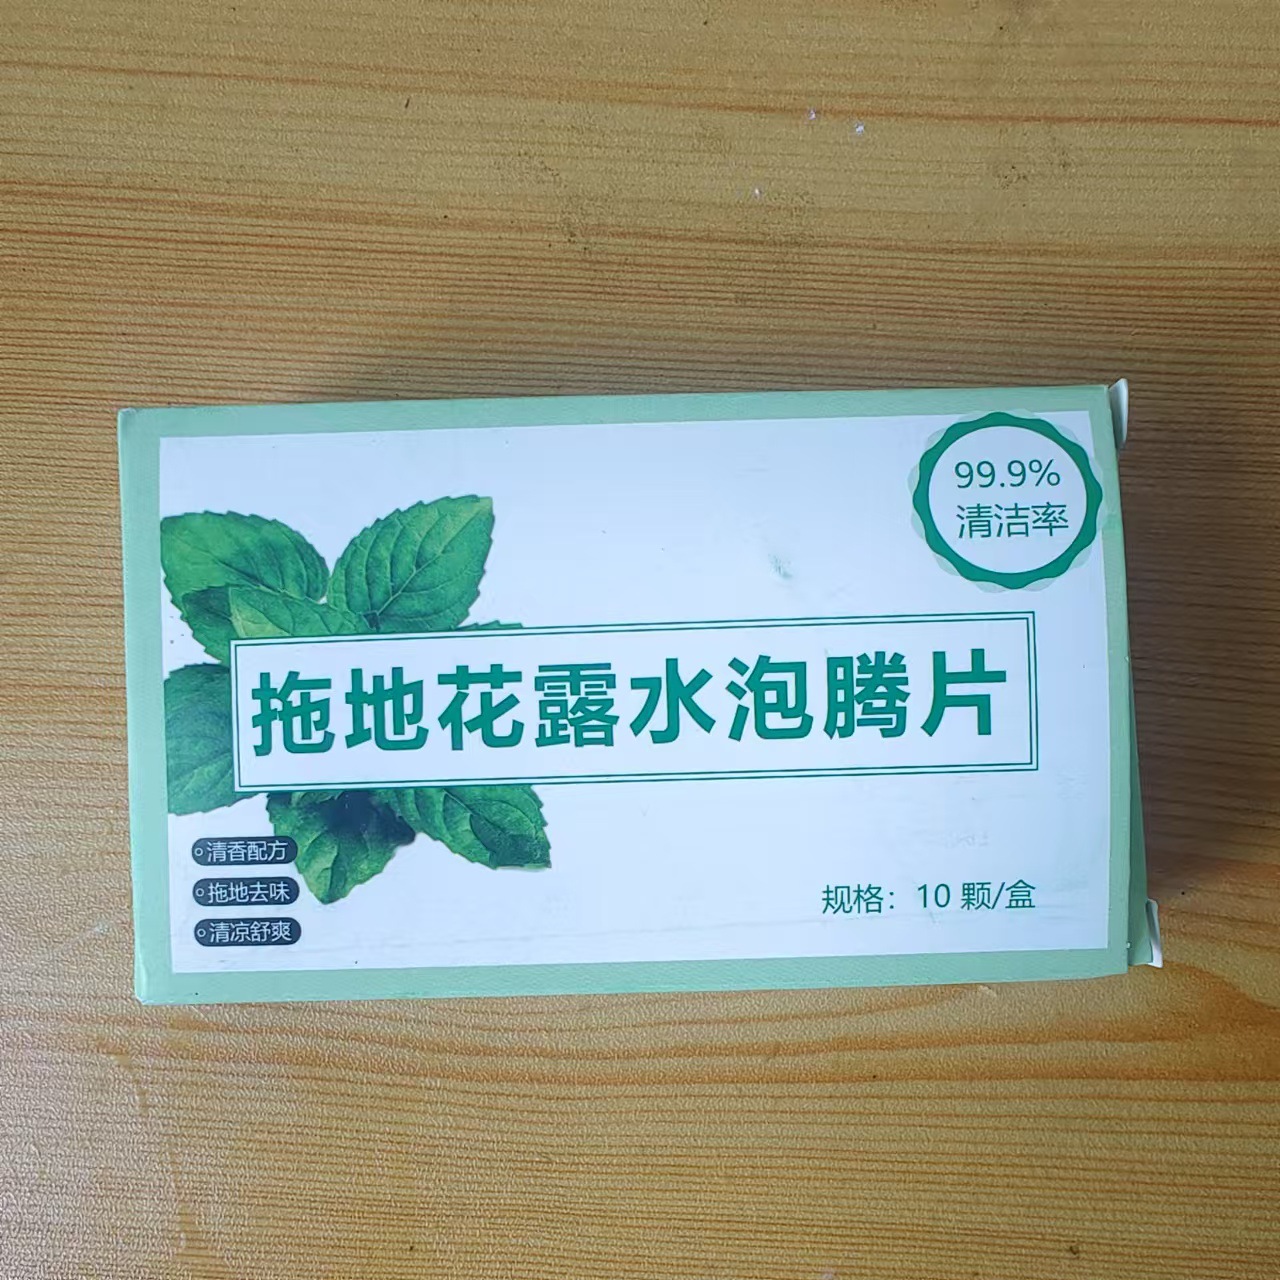 99.9%
清洁率
拖地花露水泡腾片
清香配方
拖地去味
清凉舒爽
规格：10 颗/盒